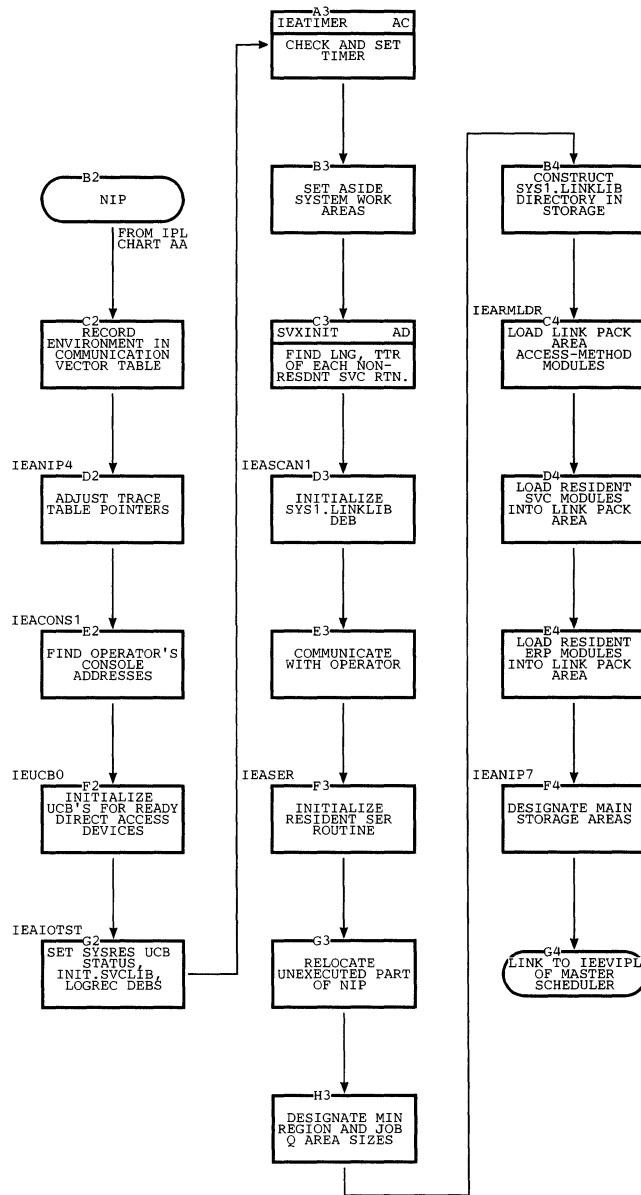 B2
NIP
FROM IPL
CHART AA
C2
RECORD
ENVIRONMENT IN
COMMUNICATION
VECTOR TABLE
IEANIP4
D2
ADJUST TRACE
TABLE POINTERS
IEACONS1
E2
FIND OPERATOR'S
CONSOLE
ADDRESSES
IEUCB0
F2
INITIALIZE
UCB'S FOR READY
DIRECT ACCESS
DEVICES
IEAIOTST
G2
SET SYSRES UCB
STATUS,
INIT.SVCLIB,
LOGREC DEBS
A3
IEATIMER AC
CHECK AND SET
TIMER
B3
SET ASIDE
SYSTEM WORK
AREAS
C3
SVXINIT AD
FIND LNG, TTR
OF EACH NON-
RESDNT SVC RTN.
IEASCAN1
D3
INITIALIZE
SYS1.LINKLIB
DEB
E3
COMMUNICATE
WITH OPERATOR
IEASER
F3
INITIALIZE
RESIDENT SER
ROUTINE
G3
RELOCATE
UNEXECUTED PART
OF NIP
H3
DESIGNATE MIN
REGION AND JOB
Q AREA SIZES
B4
CONSTRUCT
SYS1.LINKLIB
DIRECTORY IN
STORAGE
IEARMLDR
C4
LOAD LINK PACK
AREA
ACCESS-METHOD
MODULES
D4
LOAD RESIDENT
SVC MODULES
INTO LINK PACK
AREA
E4
LOAD RESIDENT
ERP MODULES
INTO LINK PACK
AREA
IEANIP7
F4
DESIGNATE MAIN
STORAGE AREAS
G4
LINK TO IEEVIPL
OF MASTER
SCHEDULER